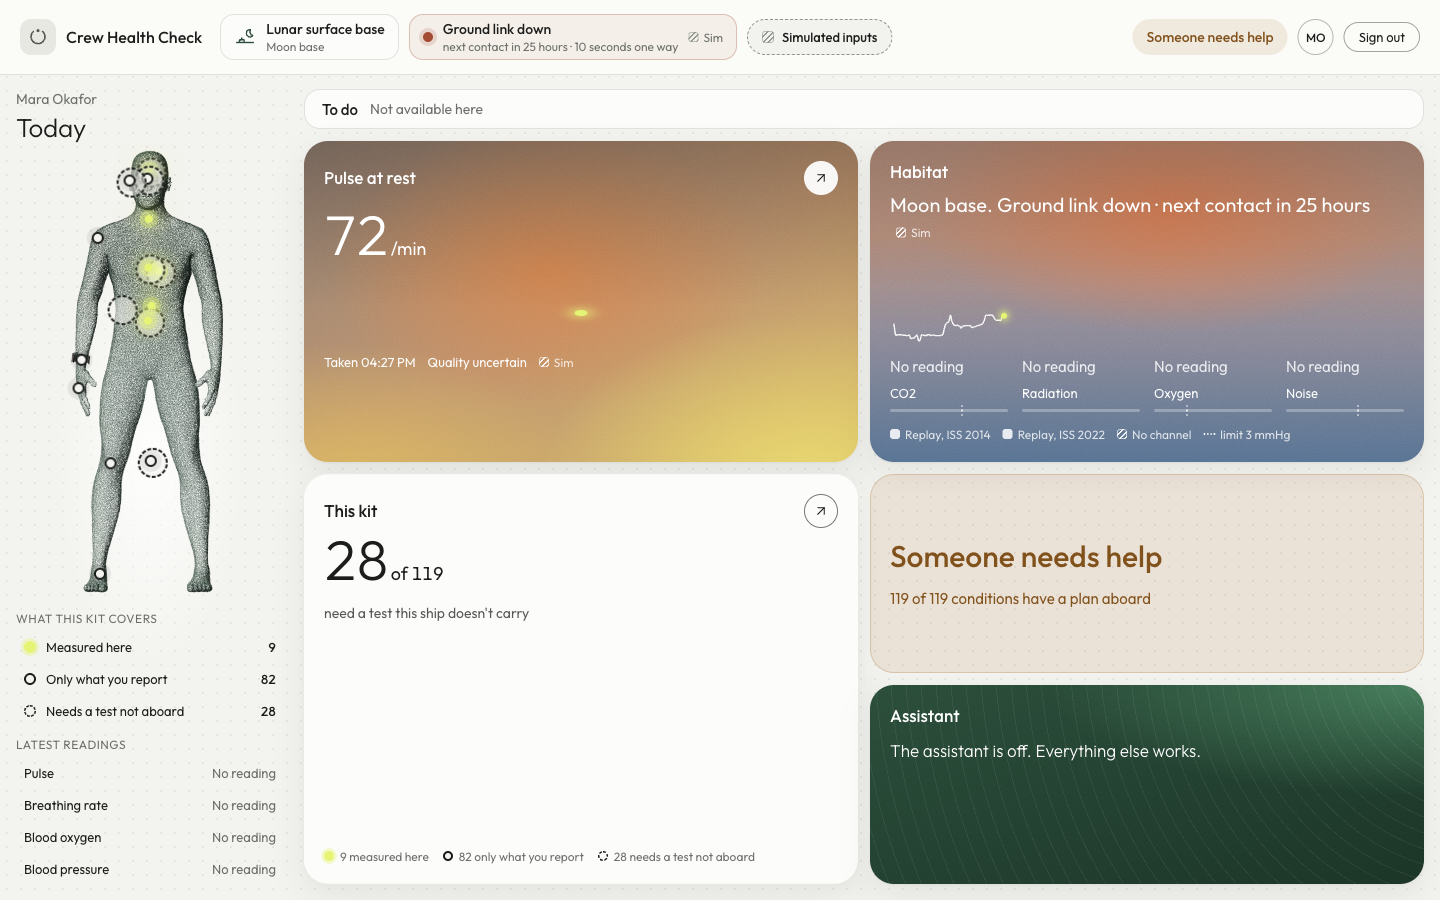 Crew Health Check
Lunar surface base
Moon base
Ground link down
next contact in 25 hours · 10 seconds one way
Sim
Simulated inputs
Someone needs help
MO
Sign out
Mara Okafor
Today
WHAT THIS KIT COVERS
Measured here 9
Only what you report 82
Needs a test not aboard 28
LATEST READINGS
Pulse No reading
Breathing rate No reading
Blood oxygen No reading
Blood pressure No reading
To do Not available here
Pulse at rest
72 /min
Taken 04:27 PM Quality uncertain Sim
Habitat
Moon base. Ground link down · next contact in 25 hours
Sim
No reading No reading No reading No reading
CO2 Radiation Oxygen Noise
Replay, ISS 2014 Replay, ISS 2022 No channel limit 3 mmHg
This kit
28 of 119
need a test this ship doesn't carry
9 measured here 82 only what you report 28 needs a test not aboard
Someone needs help
119 of 119 conditions have a plan aboard
Assistant
The assistant is off. Everything else works.